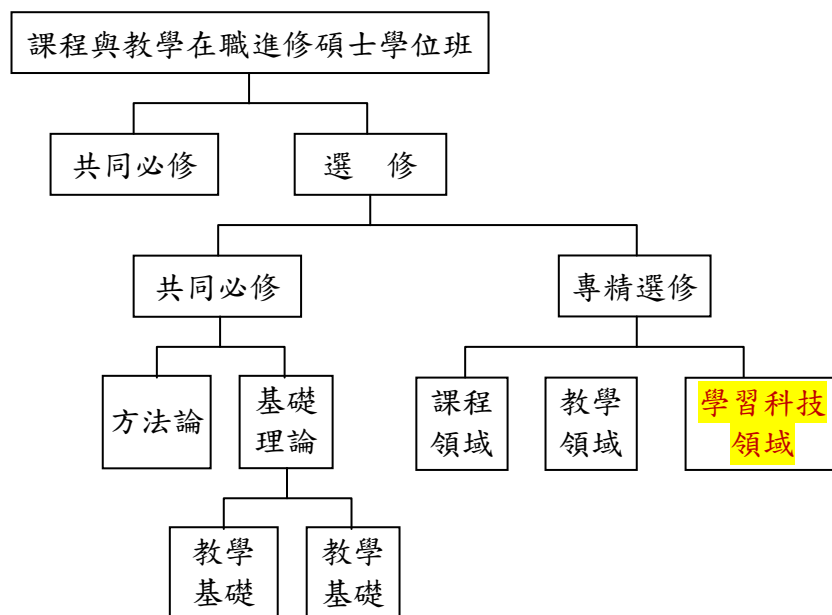 課程與教學在職進修碩士學位班
共同必修
選 修
共同必修
專精選修
方法論
基礎
理論
課程
領域
教學
領域
學習科技
領域
教學
基礎
教學
基礎